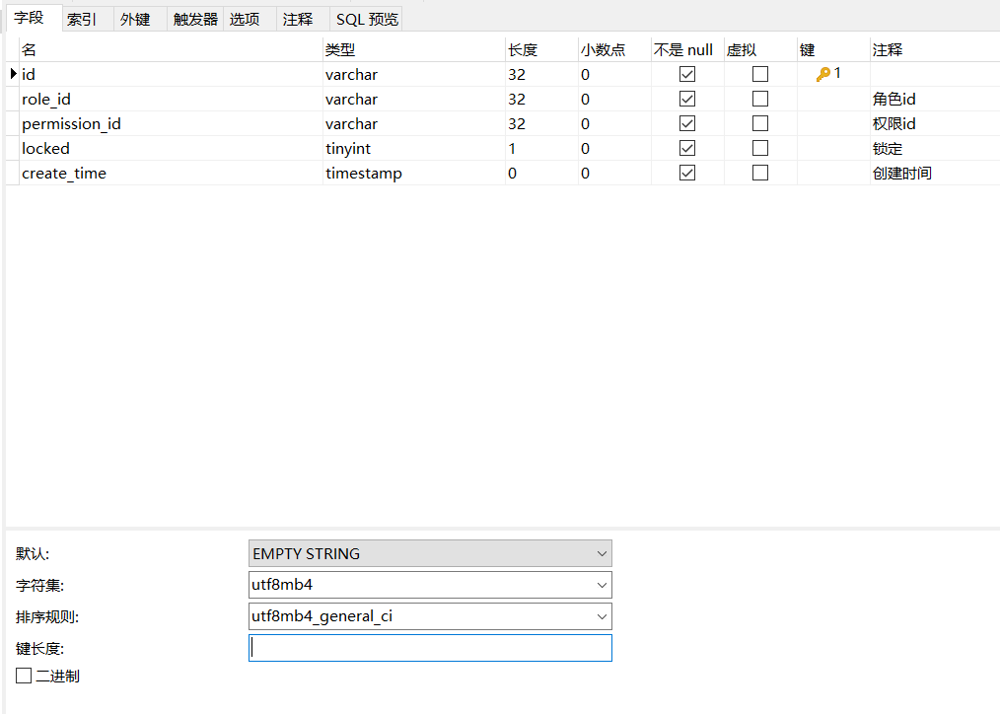 字段 索引 外键 触发器 选项 注释 SQL 预览
名 类型 长度 小数点 不是 null 虚拟 键 注释
id varchar 32 0 1
role_id varchar 32 0 角色id
permission_id varchar 32 0 权限id
locked tinyint 1 0 锁定
create_time timestamp 0 0 创建时间
默认: EMPTY STRING
字符集: utf8mb4
排序规则: utf8mb4_general_ci
键长度:
二进制